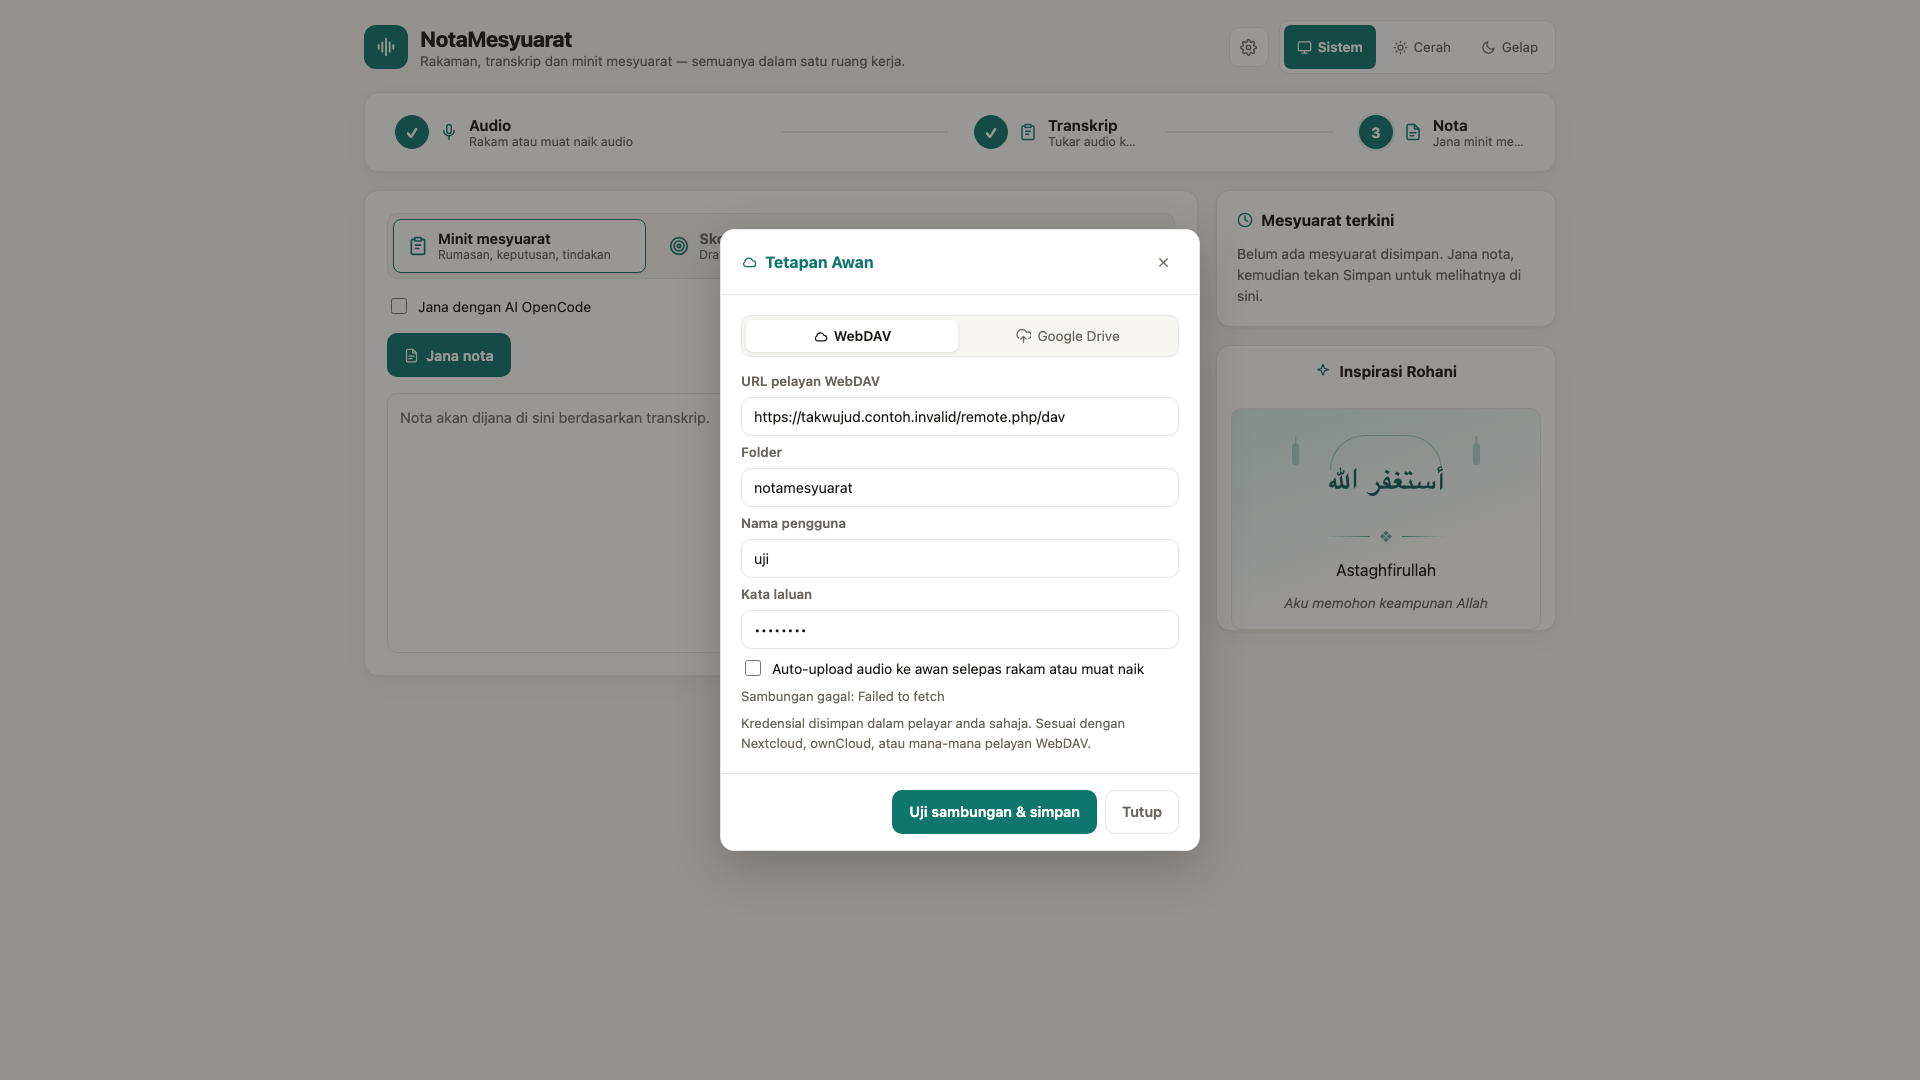 NotaMesyuarat
Rakaman, transkrip dan minit mesyuarat — semuanya dalam satu ruang kerja.
Sistem
Cerah
Gelap
Audio
Rakam atau muat naik audio
Transkrip
Tukar audio k...
3
Nota
Jana minit me...
Minit mesyuarat
Rumasan, keputusan, tindakan
Sk
Dra
Jana dengan AI OpenCode
Jana nota
Nota akan dijana di sini berdasarkan transkrip.
Tetapan Awan
WebDAV
Google Drive
URL pelayan WebDAV
https://takwujud.contoh.invalid/remote.php/dav
Folder
notamesyuarat
Nama pengguna
uji
Kata laluan
••••••••
Auto-upload audio ke awan selepas rakam atau muat naik
Sambungan gagal: Failed to fetch
Kredensial disimpan dalam pelayar anda sahaja. Sesuai dengan
Nextcloud, ownCloud, atau mana-mana pelayan WebDAV.
Uji sambungan & simpan
Tutup
Mesyuarat terkini
Belum ada mesyuarat disimpan. Jana nota,
kemudian tekan Simpan untuk melihatnya di
sini.
Inspirasi Rohani
أستغفر الله
Astaghfirullah
Aku memohon keampunan Allah